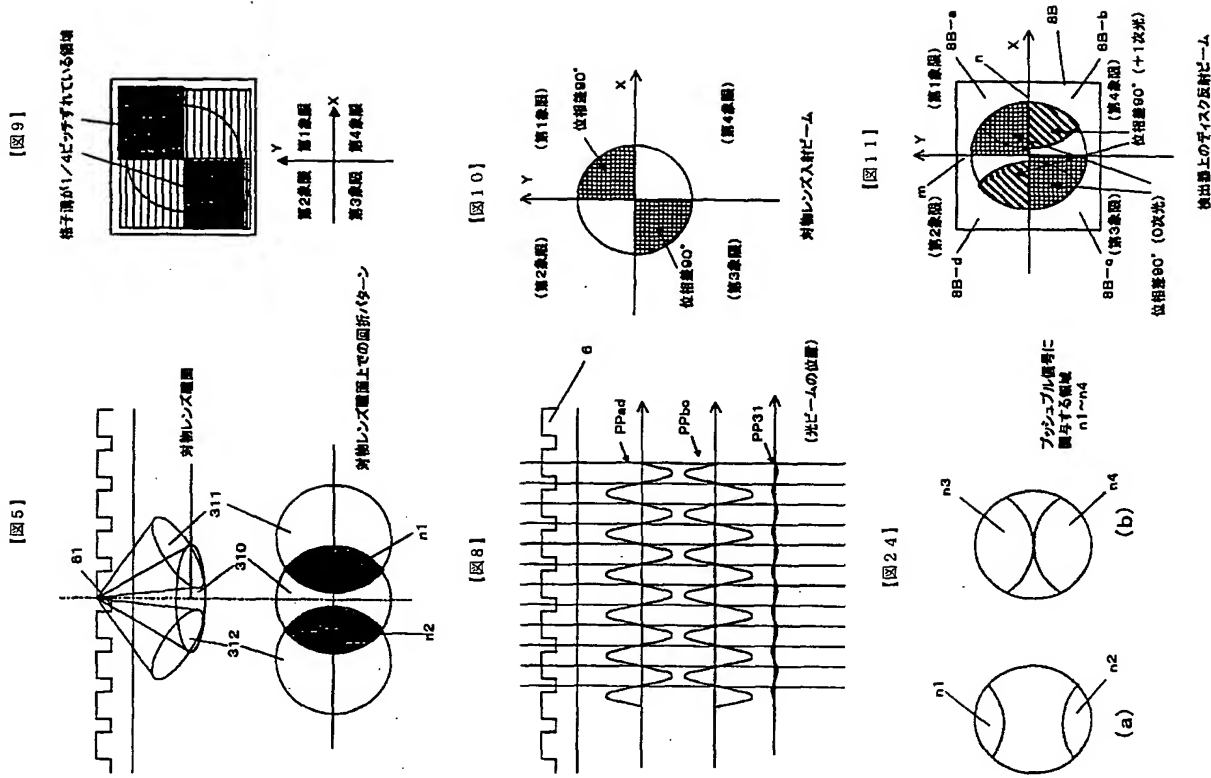 【図5】
61
対物レンズ瞳面
312
310
311
n2
n1
対物レンズ瞳面上での回折パターン
【図9】
格子溝が1/4ピッチずれている領域
Y
第2象限
第1象限
X
第3象限
第4象限
【図8】
6
PPad
PPbc
PP31
(光ビームの位置)
【図10】
Y
(第2象限)
(第1象限)
位相差90°
X
位相差90°
(第3象限)
(第4象限)
対物レンズ入射ビーム
【図24】
n1
n2
(a)
n3
n4
(b)
プッシュプル信号に
関与する領域
n1~n4
【図11】
Y
m
(第2象限)
(第1象限)
8B-d
8B-a
n
X
8B-c
(第3象限)
(第4象限)
8B-b
8B
位相差90°(0次光)
位相差90°(+1次光)
検出器上のディスク反射ビーム